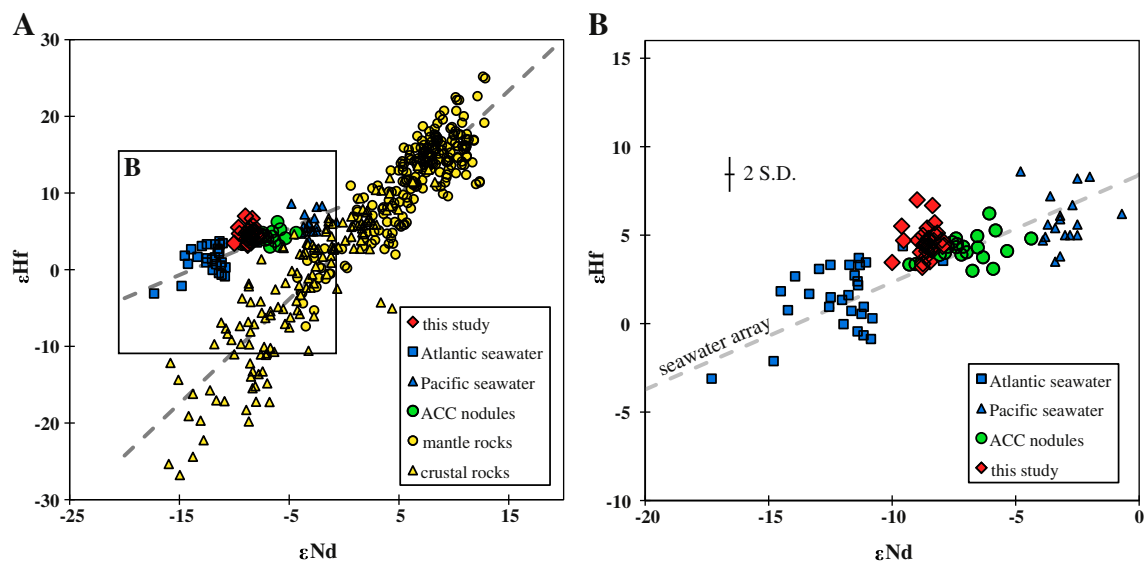 A
30
20
10
0
-10
-20
-30
εHf
B
-25
-15
-5
5
15
εNd
this study
Atlantic seawater
Pacific seawater
ACC nodules
mantle rocks
crustal rocks
B
15
10
5
0
-5
-10
εHf
2 S.D.
seawater array
-20
-15
-10
-5
0
εNd
Atlantic seawater
Pacific seawater
ACC nodules
this study